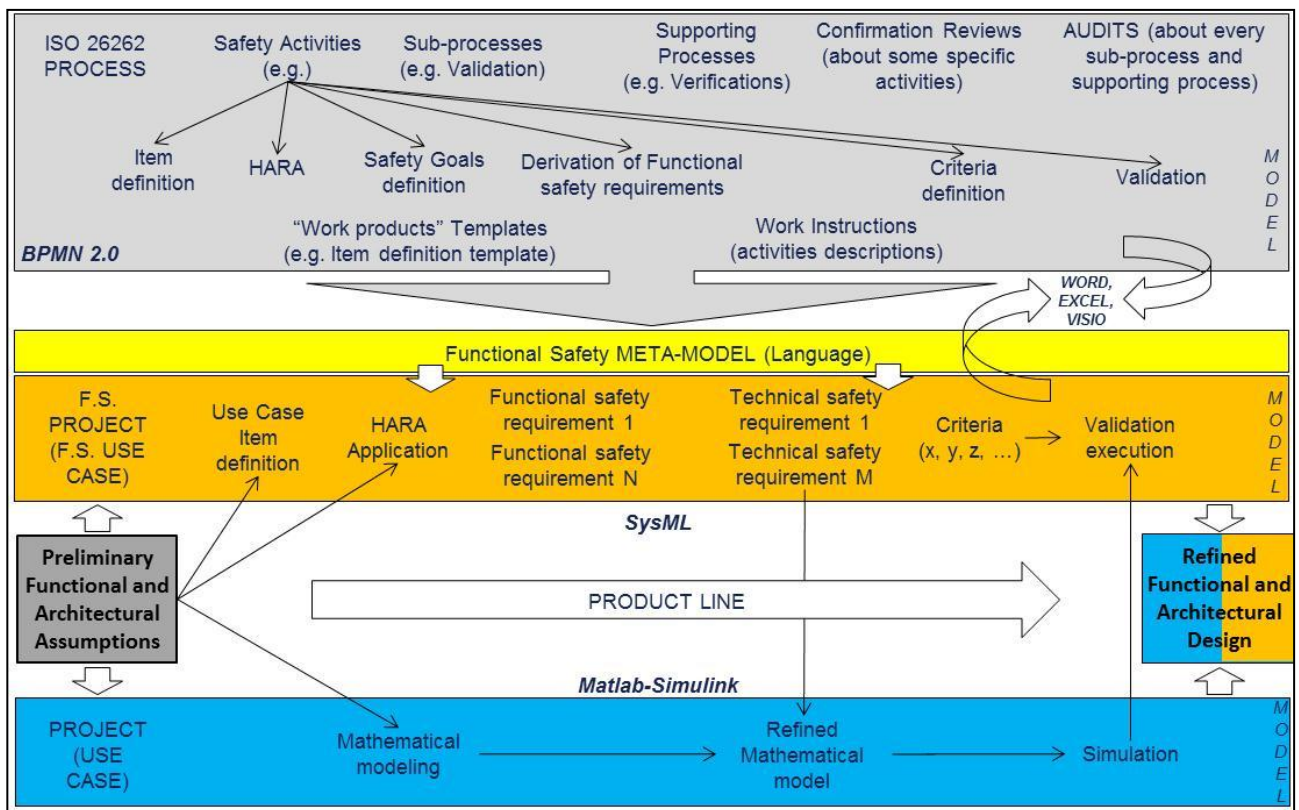 ISO 26262
PROCESS
Safety Activities
(e.g.)
Sub-processes
(e.g. Validation)
Supporting
Processes
(e.g. Verifications)
Confirmation Reviews
(about some specific
activities)
AUDITS (about every
sub-process and
supporting process)
Item
definition
HARA
Safety Goals
definition
Derivation of Functional
safety requirements
Criteria
definition
Validation
MODEL
“Work products” Templates
(e.g. Item definition template)
Work Instructions
(activities descriptions)
BPMN 2.0
WORD,
EXCEL,
VISIO
Functional Safety META-MODEL (Language)
F.S.
PROJECT
(F.S. USE
CASE)
Use Case
Item
definition
HARA
Application
Functional safety
requirement 1
Functional safety
requirement N
Technical safety
requirement 1
Technical safety
requirement M
Criteria
(x, y, z, …)
Validation
execution
MODEL
SysML
Preliminary
Functional and
Architectural
Assumptions
PRODUCT LINE
Refined
Functional and
Architectural
Design
Matlab-Simulink
PROJECT
(USE
CASE)
Mathematical
modeling
Refined
Mathematical
model
Simulation
MODEL